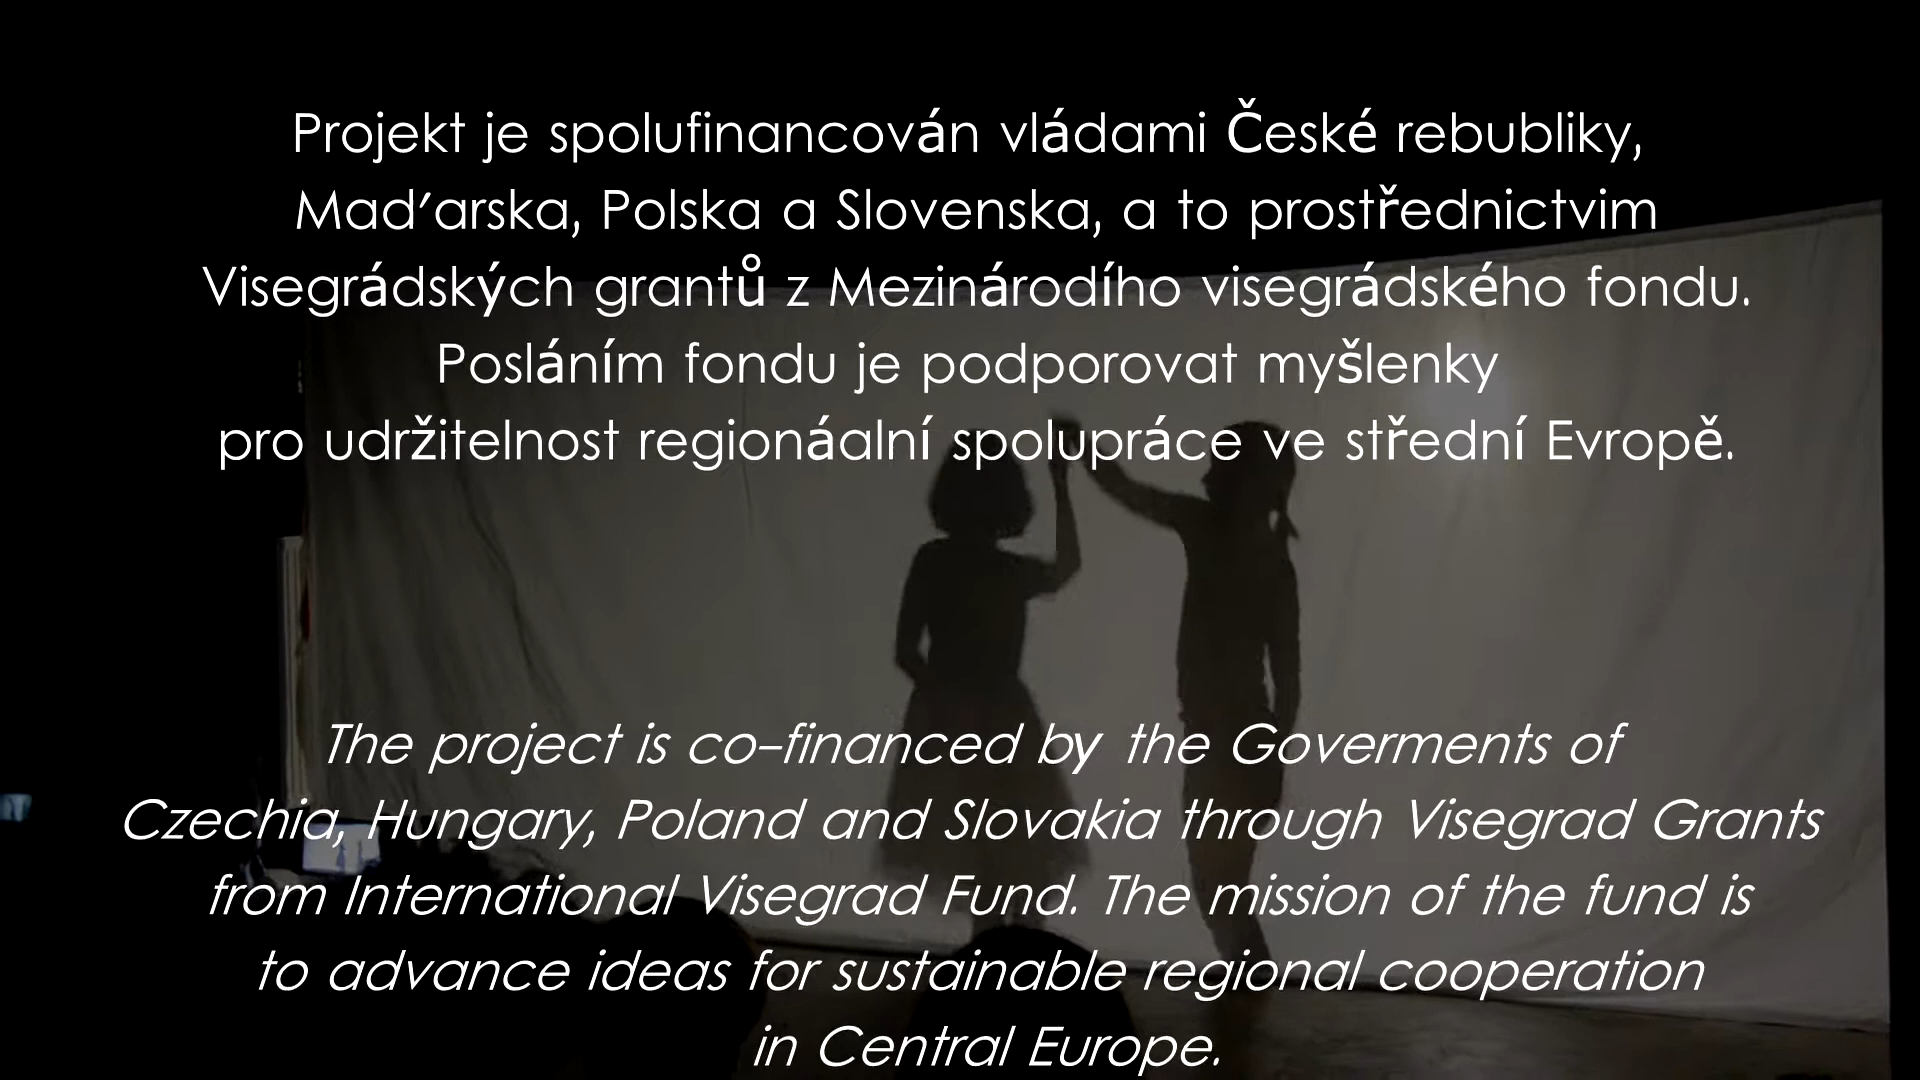 Projekt je spolufinancován vládami České rebubliky,
Mad'arska, Polska a Slovenska, a to prostřednictvim
Visegrádských grantů z Mezinárodího visegrádského fondu.
Posláním fondu je podporovat myšlenky
pro udržitelnost regionáalní spolupráce ve střední Evropě.
The project is co-financed by the Goverments of
Czechia, Hungary, Poland and Slovakia through Visegrad Grants
from International Visegrad Fund. The mission of the fund is
to advance ideas for sustainable regional cooperation
in Central Europe.